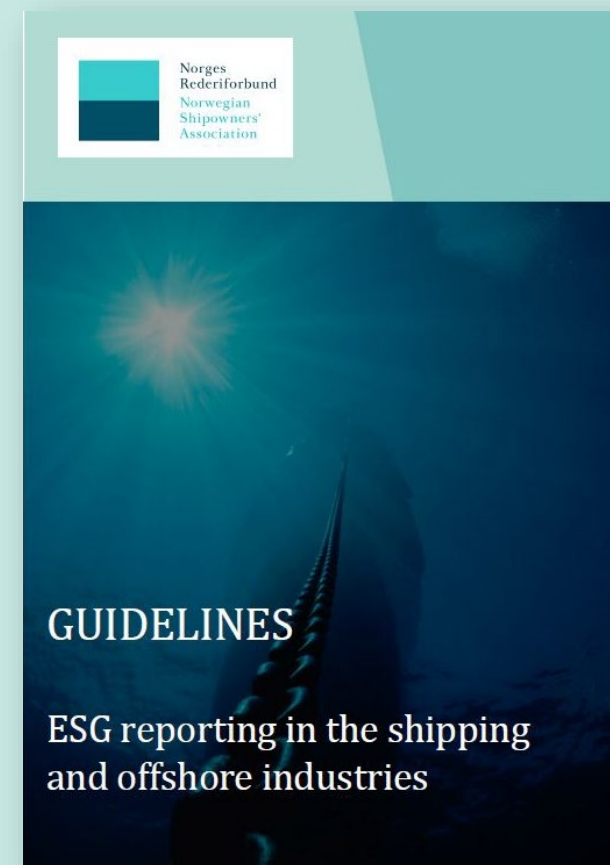 Norges
Rederiforbund
Norwegian
Shipowners'
Association
GUIDELINES
ESG reporting in the shipping
and offshore industries